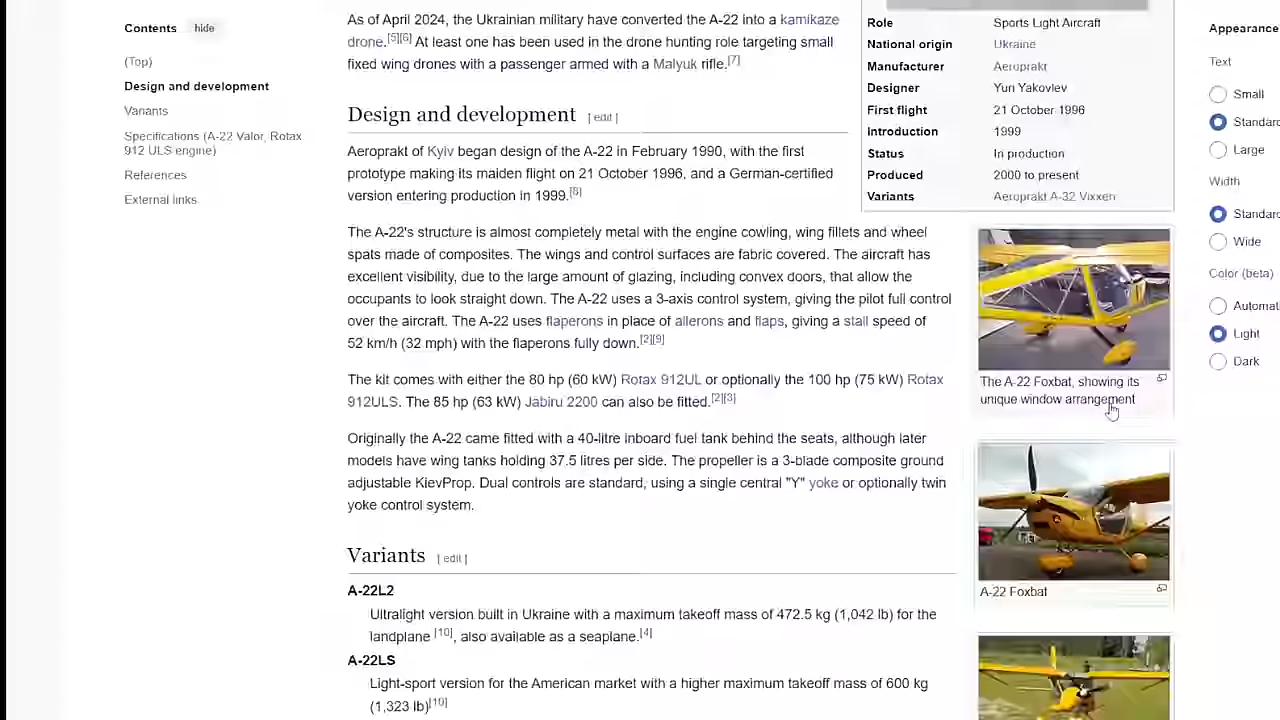 Contents hide
(Top)
Design and development
Variants
Specifications (A-22 Valor, Rotax
912 ULS engine)
References
External links
As of April 2024, the Ukrainian military have converted the A-22 into a kamikaze
drone.[5][6] At least one has been used in the drone hunting role targeting small
fixed wing drones with a passenger armed with a Malyuk rifle.[7]
Design and development [ edit ]
Aeroprakt of Kyiv began design of the A-22 in February 1990, with the first
prototype making its maiden flight on 21 October 1996, and a German-certified
version entering production in 1999.[8]
The A-22's structure is almost completely metal with the engine cowling, wing fillets and wheel
spats made of composites. The wings and control surfaces are fabric covered. The aircraft has
excellent visibility, due to the large amount of glazing, including convex doors, that allow the
occupants to look straight down. The A-22 uses a 3-axis control system, giving the pilot full control
over the aircraft. The A-22 uses flaperons in place of ailerons and flaps, giving a stall speed of
52 km/h (32 mph) with the flaperons fully down.[2][9]
The kit comes with either the 80 hp (60 kW) Rotax 912UL or optionally the 100 hp (75 kW) Rotax
912ULS. The 85 hp (63 kW) Jabiru 2200 can also be fitted.[2][3]
Originally the A-22 came fitted with a 40-litre inboard fuel tank behind the seats, although later
models have wing tanks holding 37.5 litres per side. The propeller is a 3-blade composite ground
adjustable KievProp. Dual controls are standard, using a single central "Y" yoke or optionally twin
yoke control system.
Variants [ edit ]
A-22L2
Ultralight version built in Ukraine with a maximum takeoff mass of 472.5 kg (1,042 lb) for the
landplane [10], also available as a seaplane.[4]
A-22LS
Light-sport version for the American market with a higher maximum takeoff mass of 600 kg
(1,323 lb)[10]
Role Sports Light Aircraft
National origin Ukraine
Manufacturer Aeroprakt
Designer Yuri Yakovlev
First flight 21 October 1996
Introduction 1999
Status In production
Produced 2000 to present
Variants Aeroprakt A-32 Vixxen
The A-22 Foxbat, showing its
unique window arrangement
A-22 Foxbat
Appearance
Text
Small
Standard
Large
Width
Standard
Wide
Color (beta)
Automat
Light
Dark